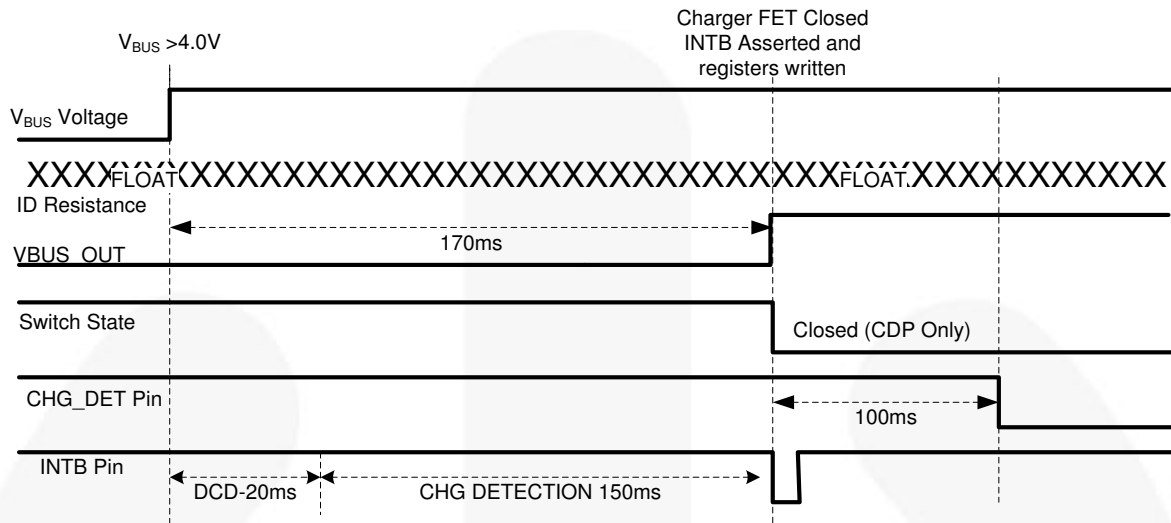 Charger FET Closed
INTB Asserted and
registers written
VBUS >4.0V
VBUS Voltage
XXXXFLOATXXXXXXXXXXXXXXXXXXXXXXXXXXXXXXXXFLOATXXXXXXXXXXXXX
ID Resistance
170ms
VBUS_OUT
Switch State
Closed (CDP Only)
CHG_DET Pin
100ms
INTB Pin
DCD-20ms
CHG DETECTION 150ms